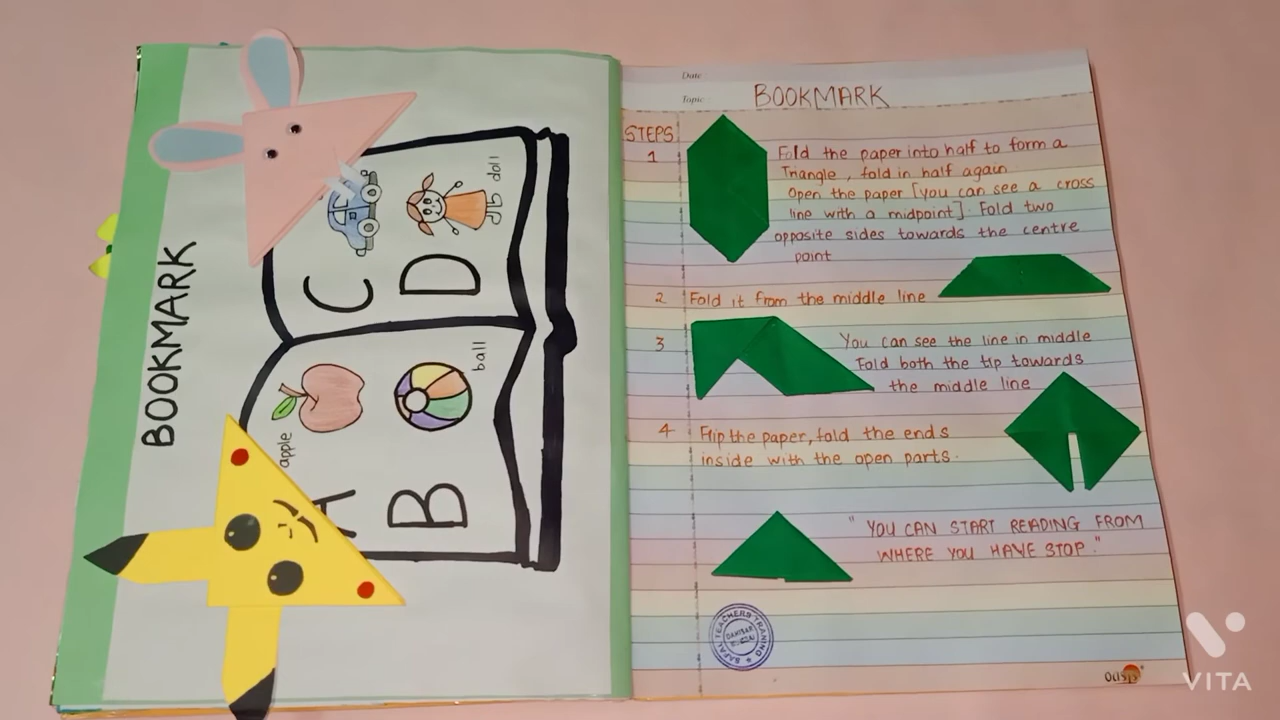 BOOKMARK
apple
A
B
ball
C
D
doll
Date
Topic
BOOKMARK
STEPS
1
Fold the paper into half to form a
Triangle, fold in half again
Open the paper [you can see a cross
line with a midpoint]. Fold two
opposite sides towards the centre
point
2 Fold it from the middle line
3 You can see the line in middle
Fold both the tip towards
the middle line
4 Flip the paper, fold the ends
inside with the open parts.
"YOU CAN START READING FROM
WHERE YOU HAVE STOP."
SAFAL TEACHERS TRAINING
VITA